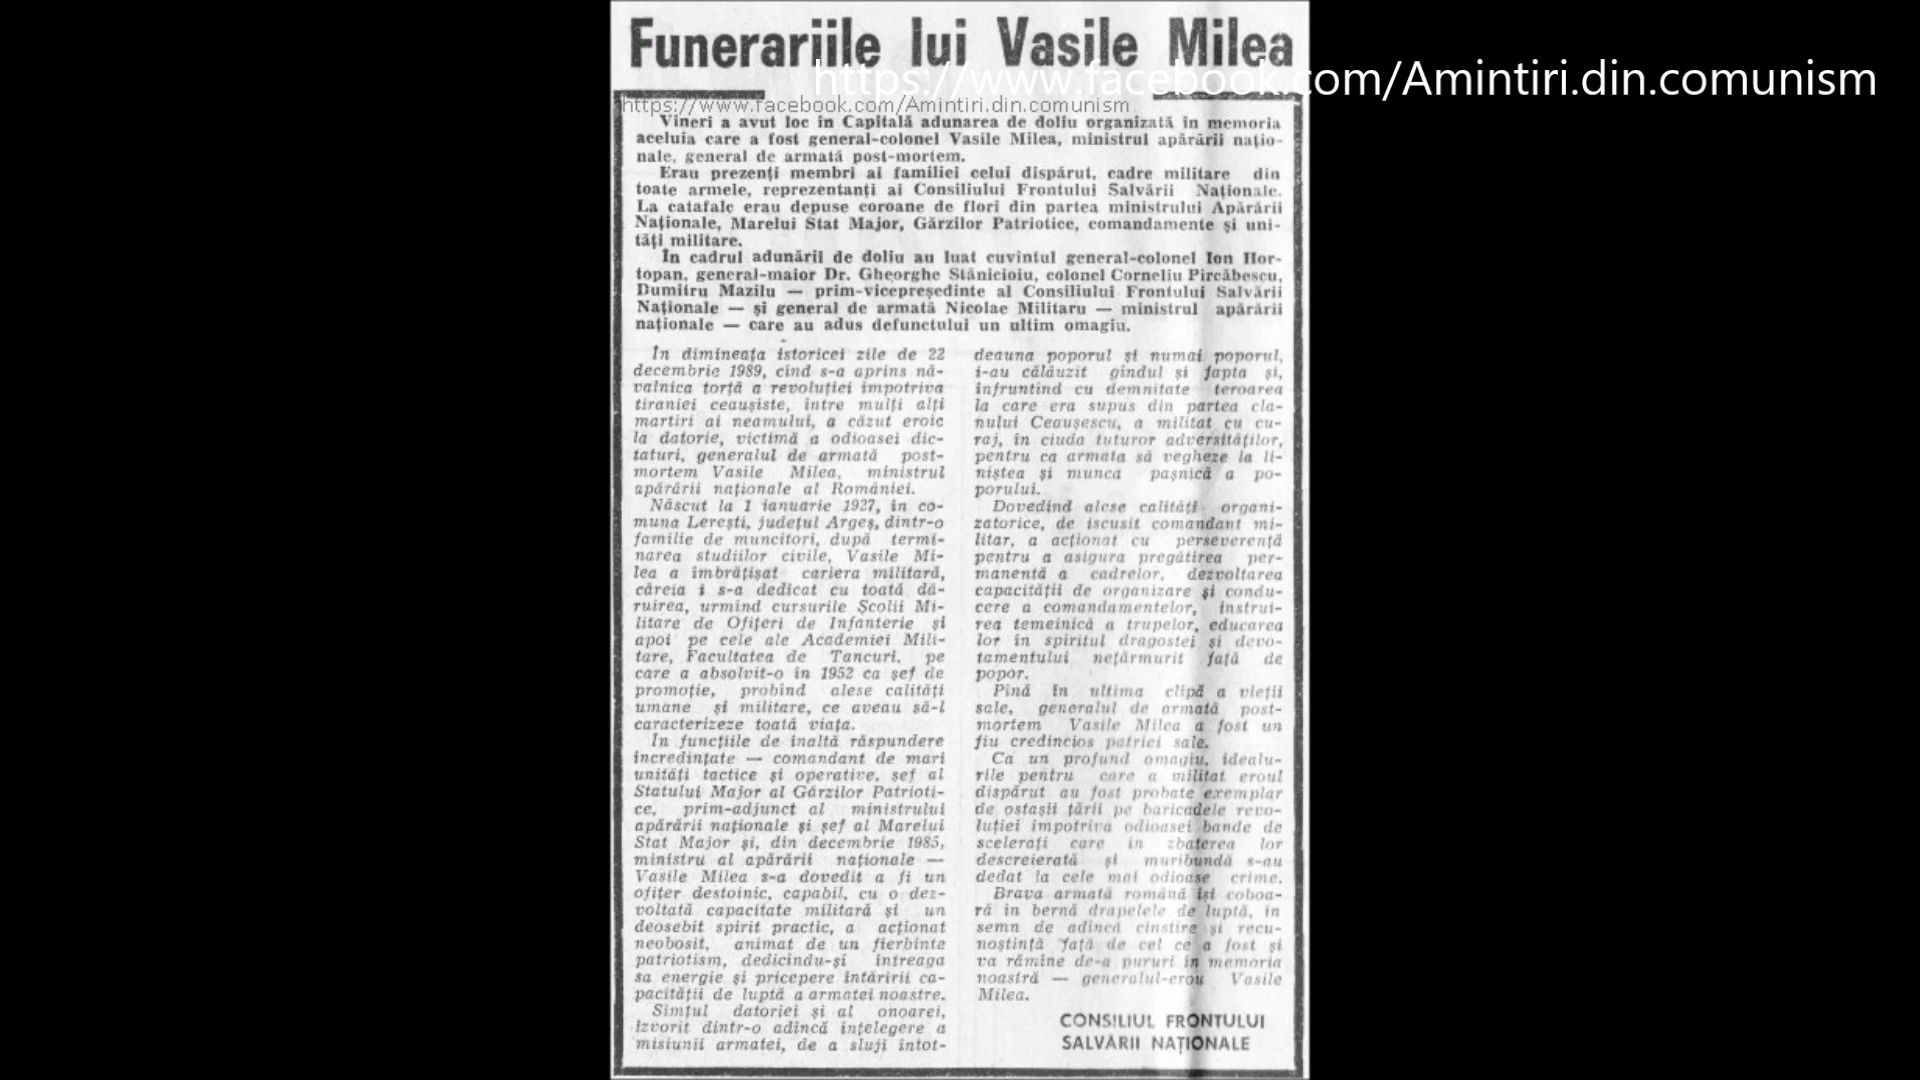 Funerariile lui Vasile Milea
https://www.facebook.com/Amintiri.din.comunism
https://www.facebook.com/Amintiri.din.comunism
Vineri a avut loc în Capitală adunarea de doliu organizată în memoria
aceluia care a fost general-colonel Vasile Milea, ministrul apărării națio-
nale, general de armată post-mortem.
Erau prezenți membri ai familiei celui dispărut, cadre militare din
toate armele, reprezentanți ai Consiliului Frontului Salvării Naționale.
La catafalc erau depuse coroane de flori din partea ministrului Apărării
Naționale, Marelui Stat Major, Gărzilor Patriotice, comandamente și uni-
tăți militare.
În cadrul adunării de doliu au luat cuvîntul general-colonel Ion Hor-
topan, general-maior Dr. Gheorghe Stănicioiu, colonel Corneliu Pircăbescu,
Dumitru Mazilu — prim-vicepreședinte al Consiliului Frontului Salvării
Naționale — și general de armată Nicolae Militaru — ministrul apărării
naționale — care au adus defunctului un ultim omagiu.
În dimineața istoricei zile de 22
decembrie 1989, cînd s-a aprins nă-
valnica torță a revoluției împotriva
tiraniei ceaușiste, între mulți alți
martiri ai neamului, a căzut eroic
la datorie, victimă a odioasei dic-
taturi, generalul de armată post-
mortem Vasile Milea, ministrul
apărării naționale al României.
Născut la 1 ianuarie 1927, în co-
muna Lerești, județul Argeș, dintr-o
familie de muncitori, după termi-
narea studiilor civile, Vasile Mi-
lea a îmbrățișat cariera militară,
căreia i s-a dedicat cu toată dă-
ruirea, urmînd cursurile Școlii Mi-
litare de Ofițeri de Infanterie și
apoi pe cele ale Academiei Mili-
tare, Facultatea de Tancuri, pe
care a absolvit-o în 1952 ca șef de
promoție, probînd alese calități
umane și militare, ce aveau să-l
caracterizeze toată viața.
În funcțiile de înaltă răspundere
încredințate — comandant de mari
unități tactice și operative, șef al
Statului Major al Gărzilor Patrioti-
ce, prim-adjunct al ministrului
apărării naționale și șef al Marelui
Stat Major și, din decembrie 1985,
ministru al apărării naționale —
Vasile Milea s-a dovedit a fi un
ofițer destoinic, capabil, cu o dez-
voltată capacitate militară și un
deosebit spirit practic, a acționat
neobosit, animat de un fierbinte
patriotism, dedicîndu-și întreaga
sa energie și pricepere întăririi ca-
pacității de luptă a armatei noastre.
Simțul datoriei și al onoarei,
izvorît dintr-o adîncă înțelegere a
misiunii armatei, de a sluji întot-
deauna poporul și numai poporul,
i-au călăuzit gîndul și fapta și,
înfruntînd cu demnitate teroarea
la care era supus din partea cla-
nului Ceaușescu, a militat cu cu-
raj, în ciuda tuturor adversităților,
pentru ca armata să vegheze la li-
niștea și munca pașnică a po-
porului.
Dovedind alese calități organi-
zatorice, de iscusit comandant mi-
litar, a acționat cu perseverență
pentru a asigura pregătirea per-
manentă a cadrelor, dezvoltarea
capacității de organizare și condu-
cere a comandamentelor, instrui-
rea temeinică a trupelor, educarea
lor în spiritul dragostei și devo-
tamentului nețărmurit față de
popor.
Pînă în ultima clipă a vieții
sale, generalul de armată post-
mortem Vasile Milea a fost un
fiu credincios patriei sale.
Ca un profund omagiu, idealu-
rile pentru care a militat eroul
dispărut au fost probate exemplar
de ostașii țării pe baricadele revo-
luției împotriva odioasei bande de
scelerați care în zbaterea lor
descreierată și muribundă s-au
dedat la cele mai odioase crime.
Brava armată română își coboa-
ră în bernă drapelele de luptă, în
semn de adîncă cinstire și recu-
noștință față de cel ce a fost și
va rămîne de-a pururi în memoria
noastră — generalul-erou Vasile
Milea.
CONSILIUL FRONTULUI
SALVĂRII NAȚIONALE